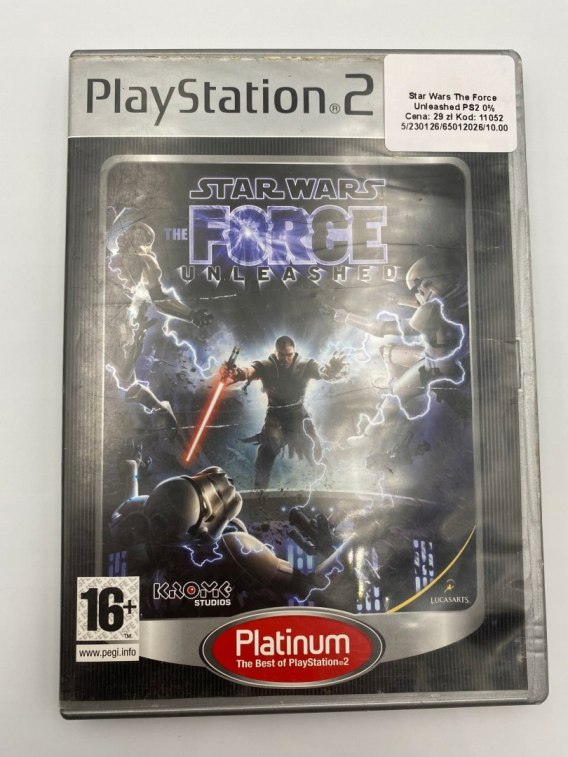 PlayStation®2
Star Wars The Force
Unleashed PS2 0%
Cena: 29 zł Kod: 11052
5/230126/65012026/10.00
STAR WARS
THE FORCE
UNLEASHED
16+
TM
www.pegi.info
KROME
STUDIOS
LUCASARTS
Platinum
The Best of PlayStation®2